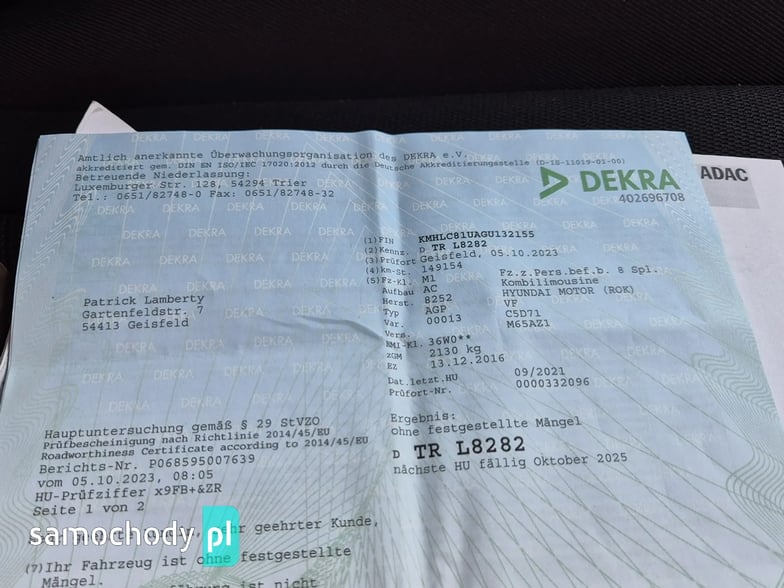 Amtlich anerkannte Überwachungsorganisation des DEKRA e.V.
akkreditiert gem. DIN EN ISO/IEC 17020:2012 durch die Deutsche Akkreditierungsstelle (D-IS-11019-01-00)
Betreuende Niederlassung:
Luxemburger Str. 128, 54294 Trier
Tel.: 0651/82748-0 Fax: 0651/82748-32
DEKRA
402696708
ADAC
Patrick Lamberty
Gartenfeldstr. 7
54413 Geisfeld
(1) FIN KMHLC81UAGU132155
(2) Kennz. D TR L8282
(3) Prüfort Geisfeld, 05.10.2023
(4) km-St. 149154
(5) Fz-Kl. M1 Fz.z.Pers.bef.b. 8 Spl.
Aufbau AC Kombilimousine
Herst. 8252 HYUNDAI MOTOR (ROK)
Typ AGP VF
Var. 00013 C5D71
Vers. M65AZ1
EMI-Kl. 36W0**
zGM 2130 kg
EZ 13.12.2016
Dat.letzt.HU 09/2021
Prüfort-Nr. 0000332096
Hauptuntersuchung gemäß § 29 StVZO
Prüfbescheinigung nach Richtlinie 2014/45/EU
Roadworthiness Certificate according to 2014/45/EU
Berichts-Nr. P068595007639
vom 05.10.2023, 08:05
HU-Prüfziffer x9FB+&ZR
Seite 1 von 2
Ergebnis:
ohne festgestellte Mängel
D TR L8282
nächste HU fällig Oktober 2025
geehrter Kunde,
(7) Ihr Fahrzeug ist ohne festgestellte
Mängel.
ist nicht
samochody pl